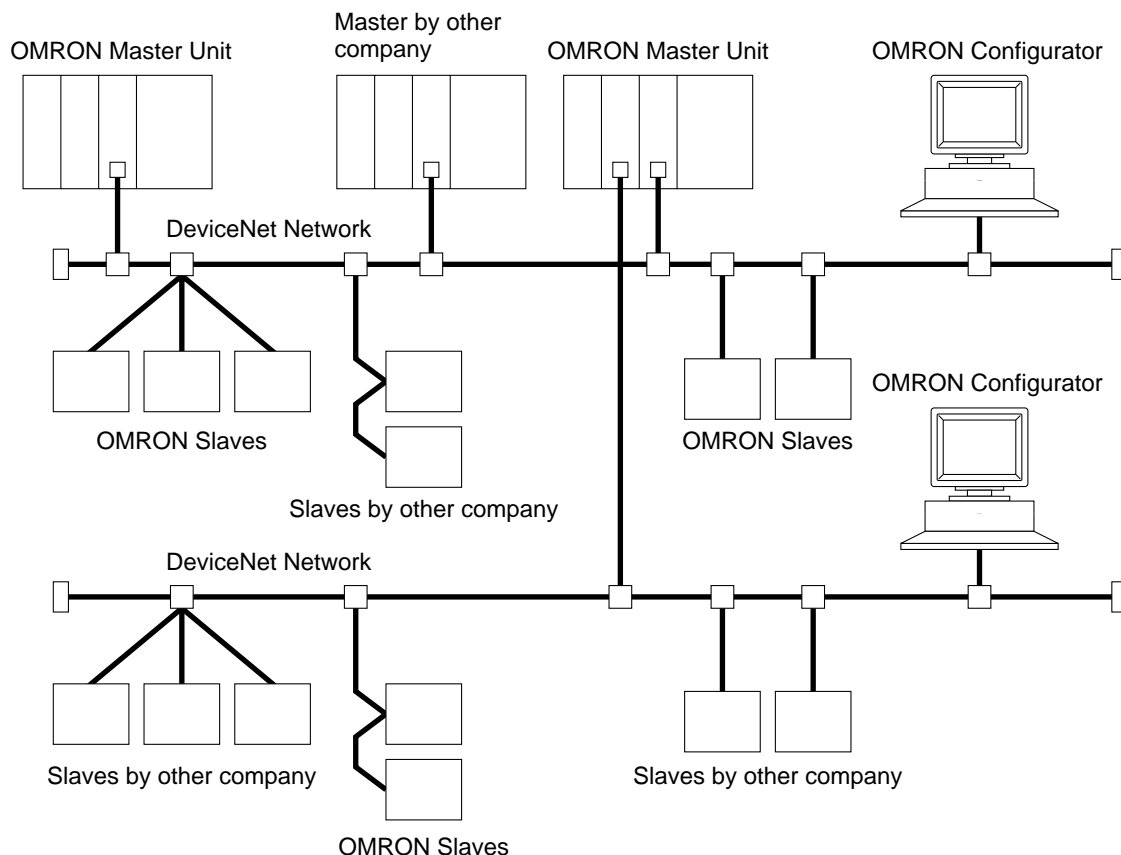 Master by other
company
OMRON Master Unit
OMRON Master Unit
OMRON Configurator
DeviceNet Network
OMRON Configurator
OMRON Slaves
OMRON Slaves
Slaves by other company
DeviceNet Network
Slaves by other company
Slaves by other company
OMRON Slaves